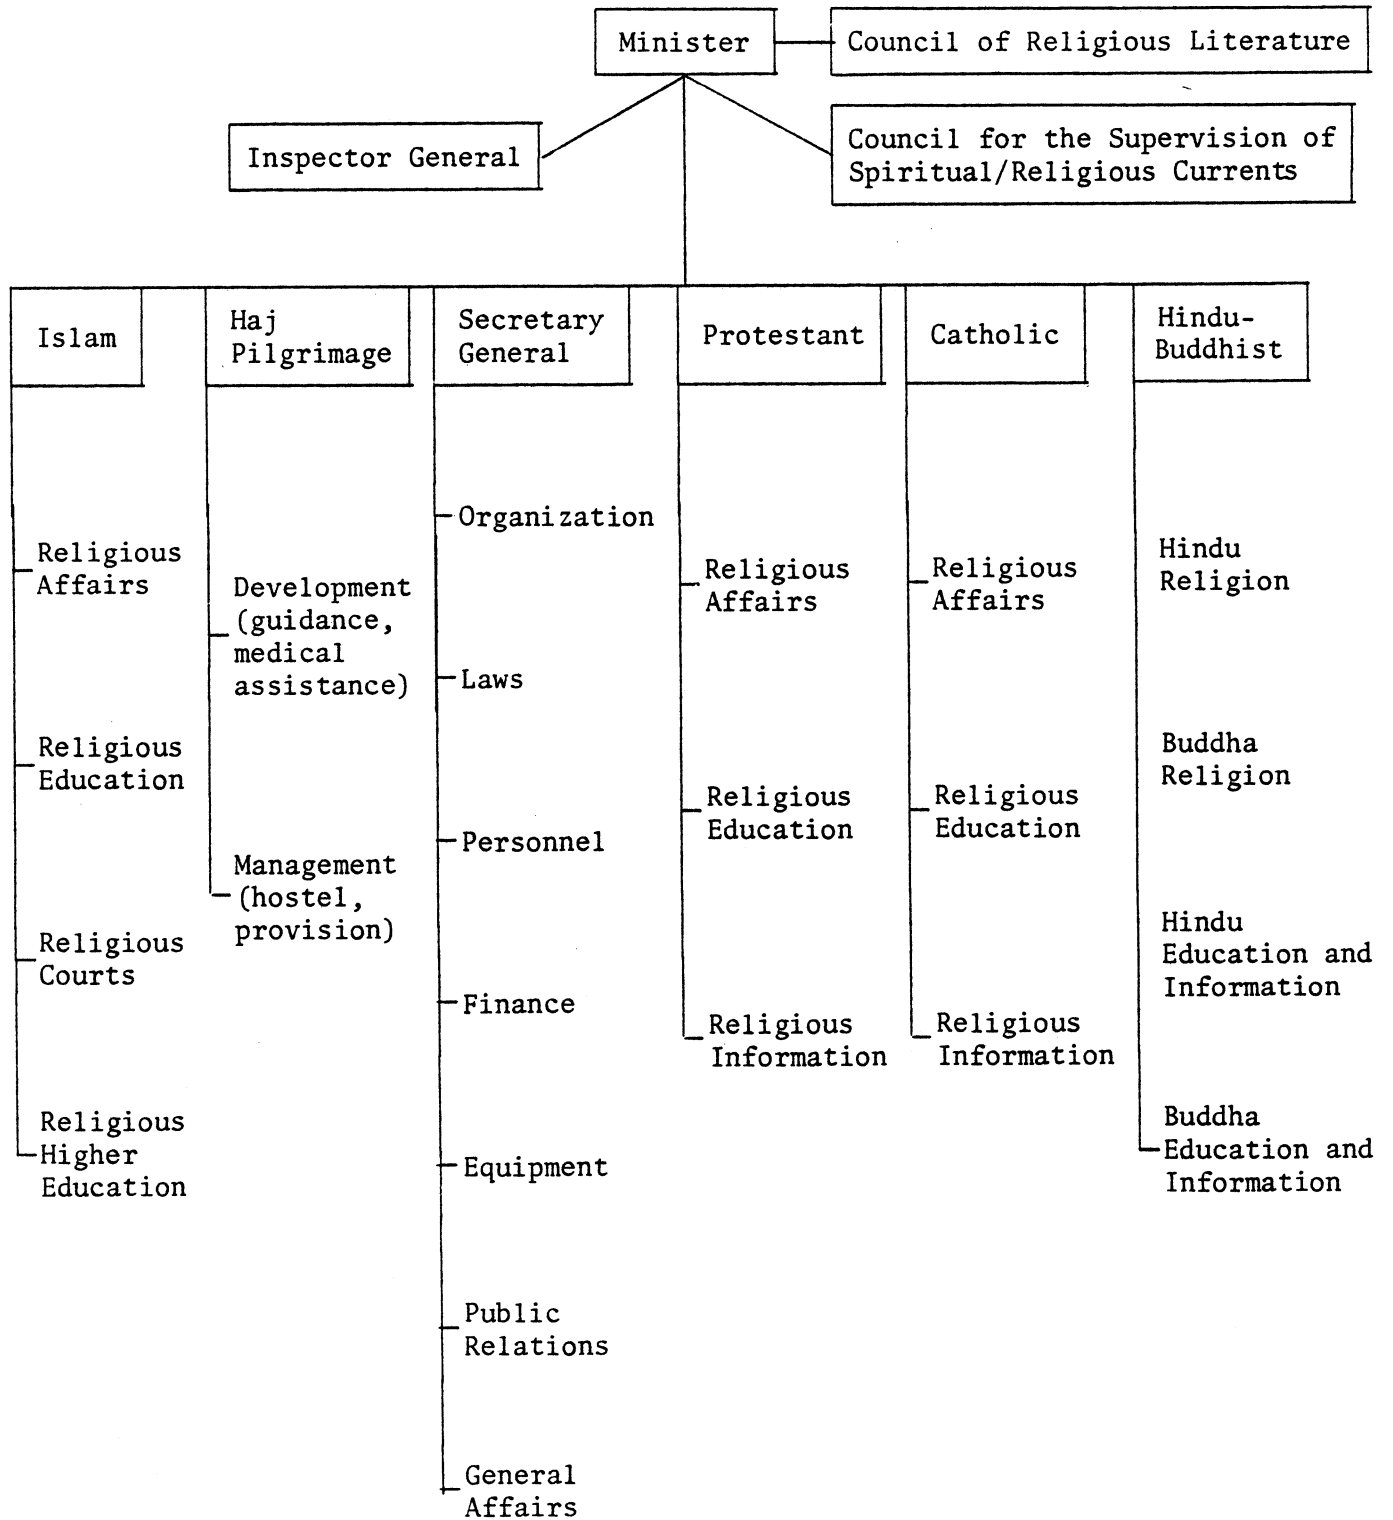 Minister
Council of Religious Literature
Inspector General
Council for the Supervision of
Spiritual/Religious Currents
Islam
Haj
Pilgrimage
Secretary
General
Protestant
Catholic
Hindu-
Buddhist
Religious
Affairs
Religious
Education
Religious
Courts
Religious
Higher
Education
Development
(guidance,
medical
assistance)
Management
(hostel,
provision)
Organization
Laws
Personnel
Finance
Equipment
Public
Relations
General
Affairs
Religious
Affairs
Religious
Education
Religious
Information
Religious
Affairs
Religious
Education
Religious
Information
Hindu
Religion
Buddha
Religion
Hindu
Education and
Information
Buddha
Education and
Information